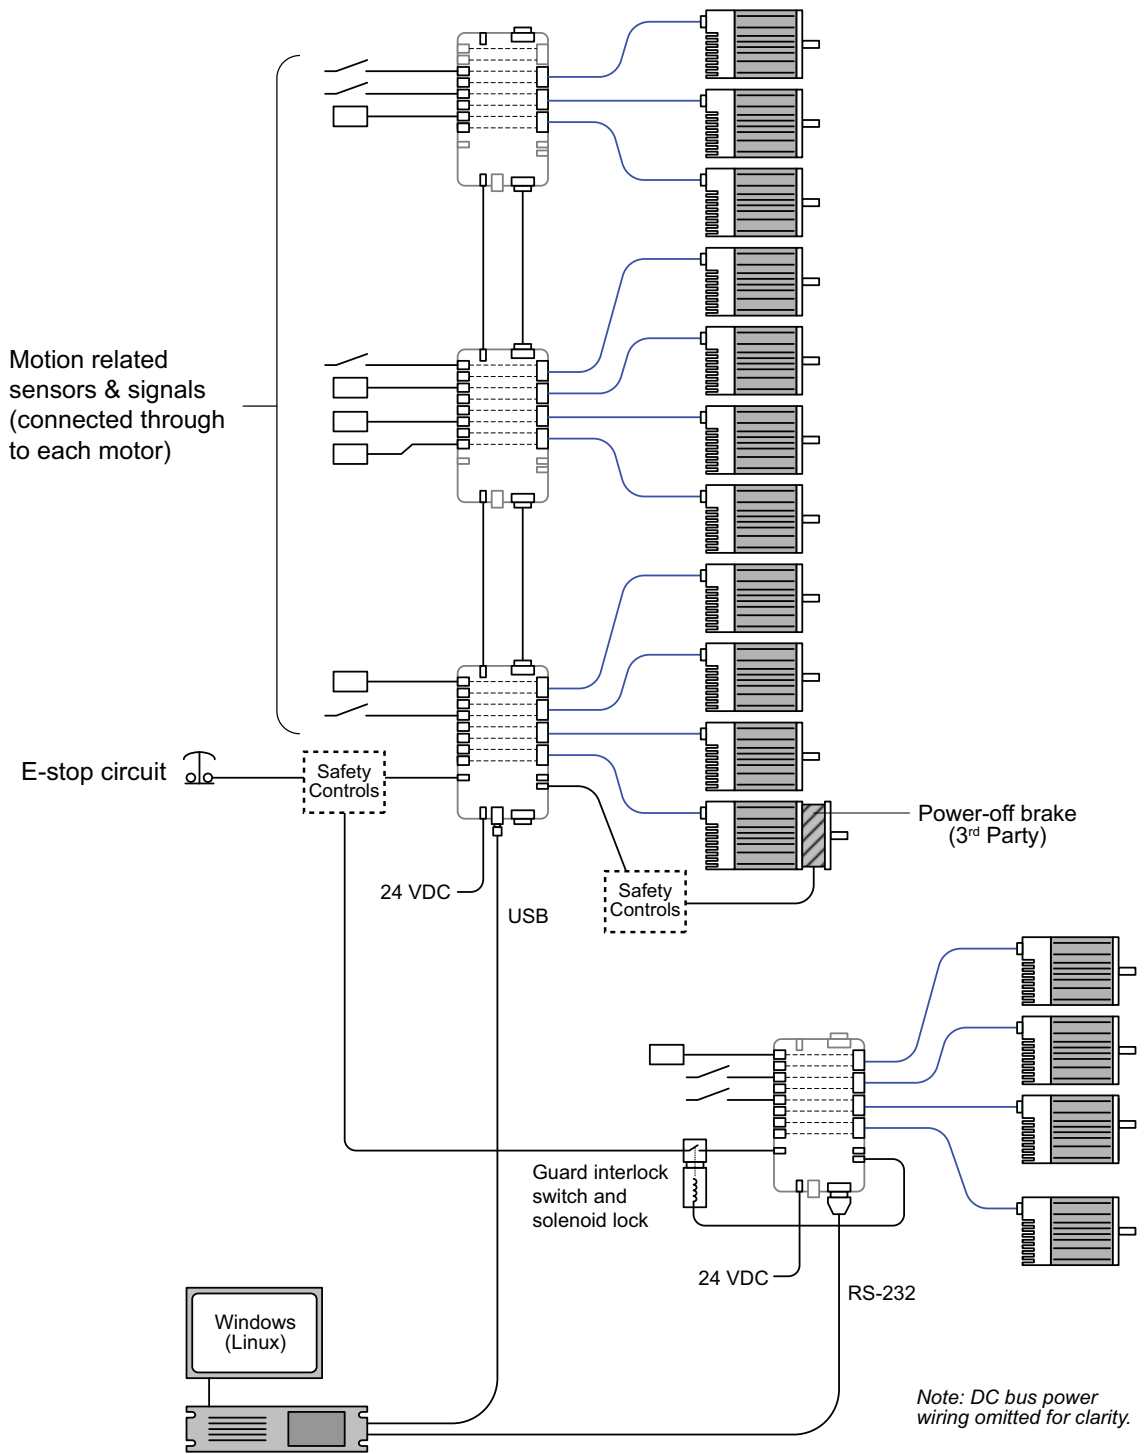 Motion related
sensors & signals
(connected through
to each motor)
E-stop circuit
Safety
Controls
Power-off brake
(3rd Party)
24 VDC
USB
Safety
Controls
Guard interlock
switch and
solenoid lock
24 VDC
RS-232
Windows
(Linux)
Note: DC bus power
wiring omitted for clarity.